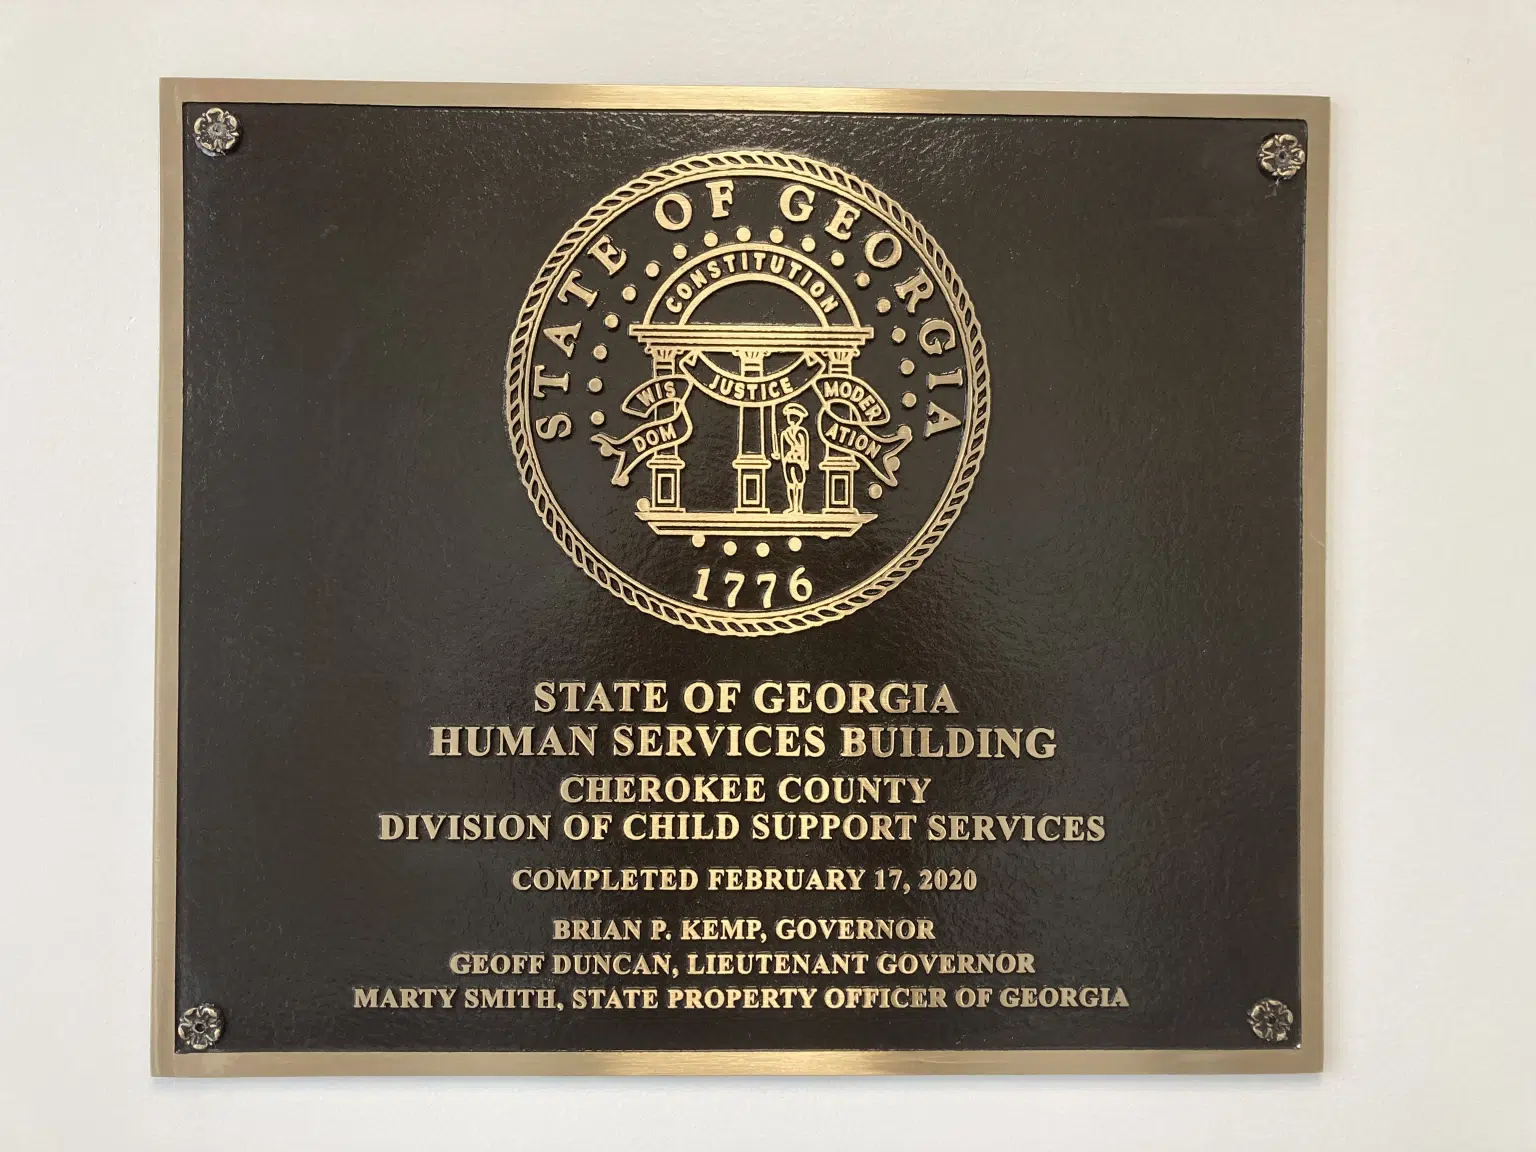 STATE OF GEORGIA
CONSTITUTION
WIS
DOM
JUSTICE
MODER
ATION
1776
STATE OF GEORGIA
HUMAN SERVICES BUILDING
CHEROKEE COUNTY
DIVISION OF CHILD SUPPORT SERVICES
COMPLETED FEBRUARY 17, 2020
BRIAN P. KEMP, GOVERNOR
GEOFF DUNCAN, LIEUTENANT GOVERNOR
MARTY SMITH, STATE PROPERTY OFFICER OF GEORGIA